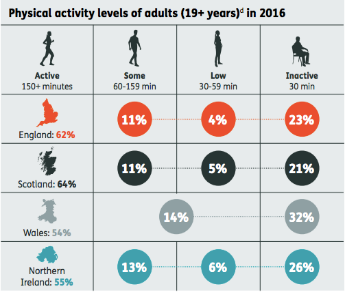 Physical activity levels of adults (19+ years)ᵈ in 2016
Active
150+ minutes
Some
60-159 min
Low
30-59 min
Inactive
30 min
England: 62%
11%
4%
23%
Scotland: 64%
11%
5%
21%
Wales: 54%
14%
32%
Northern
Ireland: 55%
13%
6%
26%